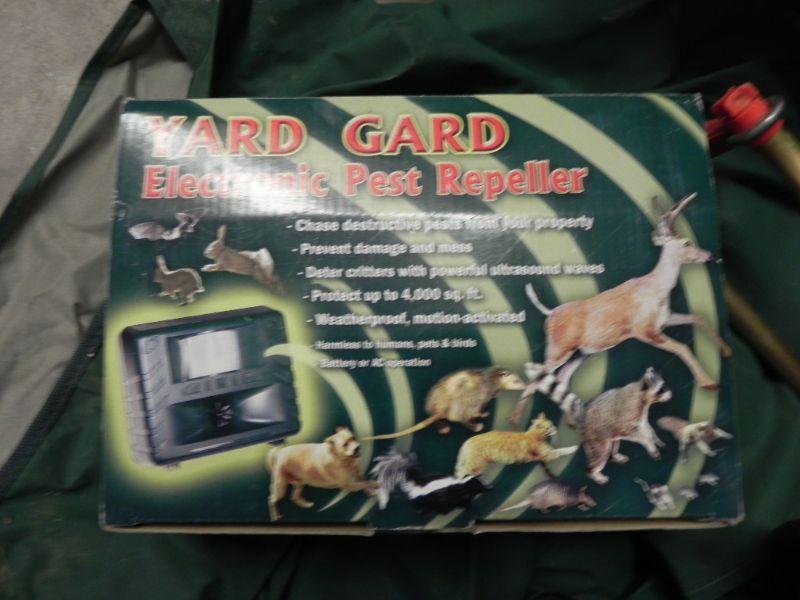 YARD GARD
Electronic Pest Repeller
- Chase destructive pests from your property
- Prevent damage and mess
- Deter critters with powerful ultrasound waves
- Protect up to 4,000 sq. ft.
- Weatherproof, motion-activated
- Harmless to humans, pets & birds
- Battery or AC operation